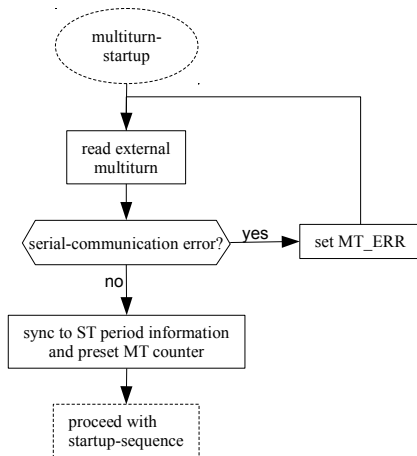 multiturn-
startup
read external
multiturn
serial-communication error?
yes
set MT_ERR
no
sync to ST period information
and preset MT counter
proceed with
startup-sequence